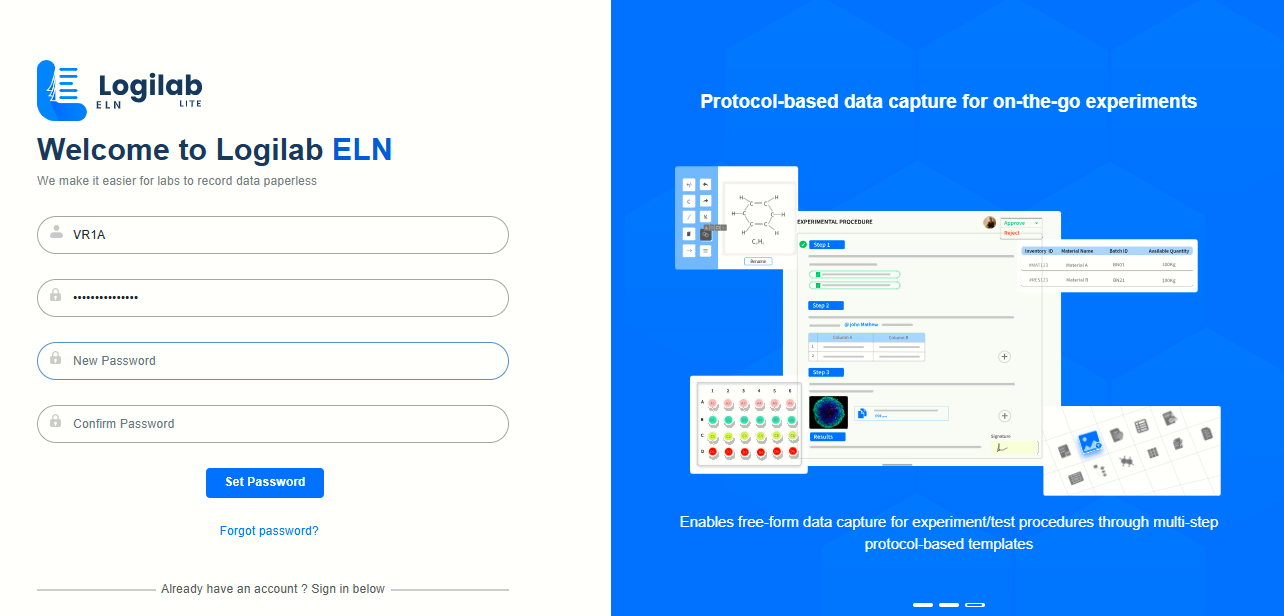 Logilab
ELN LITE
Welcome to Logilab ELN
We make it easier for labs to record data paperless
VR1A
•••••••••••••••
New Password
Confirm Password
Set Password
Forgot password?
Already have an account ? Sign in below
Protocol-based data capture for on-the-go experiments
Rename
EXPERIMENTAL PROCEDURE
Approve
Reject
Step 1
Inventory ID Material Name Batch ID Available Quantity
#MAT123 Material A BN03 100Kg
#RES123 Material B BN21 100Kg
Step 2
@john Mathew
Column A Column B
1
2
Step 3
Results
Signature
1 2 3 4 5 6
A
B
C
D
Enables free-form data capture for experiment/test procedures through multi-step
protocol-based templates